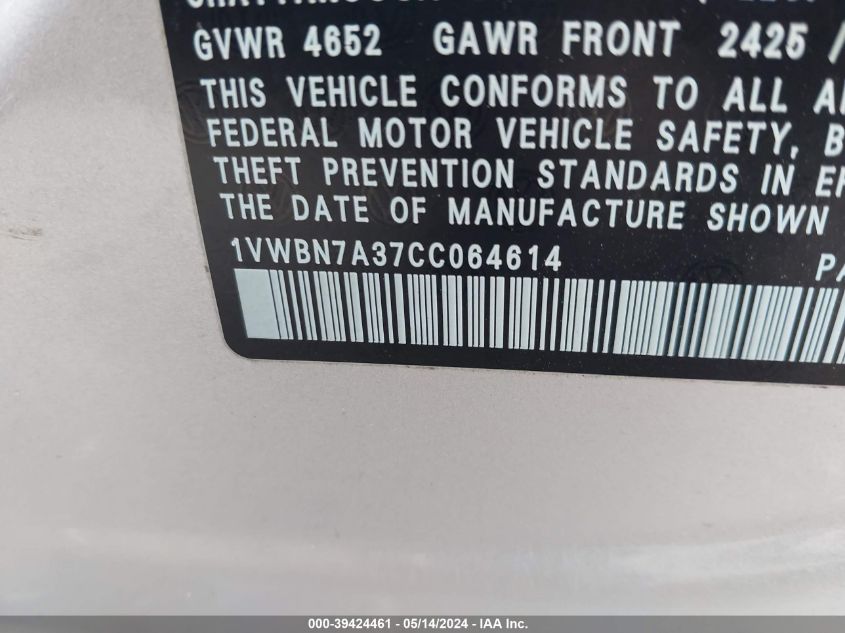 GVWR 4652 GAWR FRONT 2425 /
THIS VEHICLE CONFORMS TO ALL
FEDERAL MOTOR VEHICLE SAFETY, B
THEFT PREVENTION STANDARDS IN
THE DATE OF MANUFACTURE SHOWN
1VWBN7A37CC064614
000-39424461 - 05/14/2024 - IAA Inc.